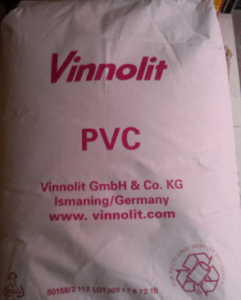 Vinnolit
PVC
Vinnolit GmbH & Co. KG
Ismaning/Germany
www. vinnolit.com